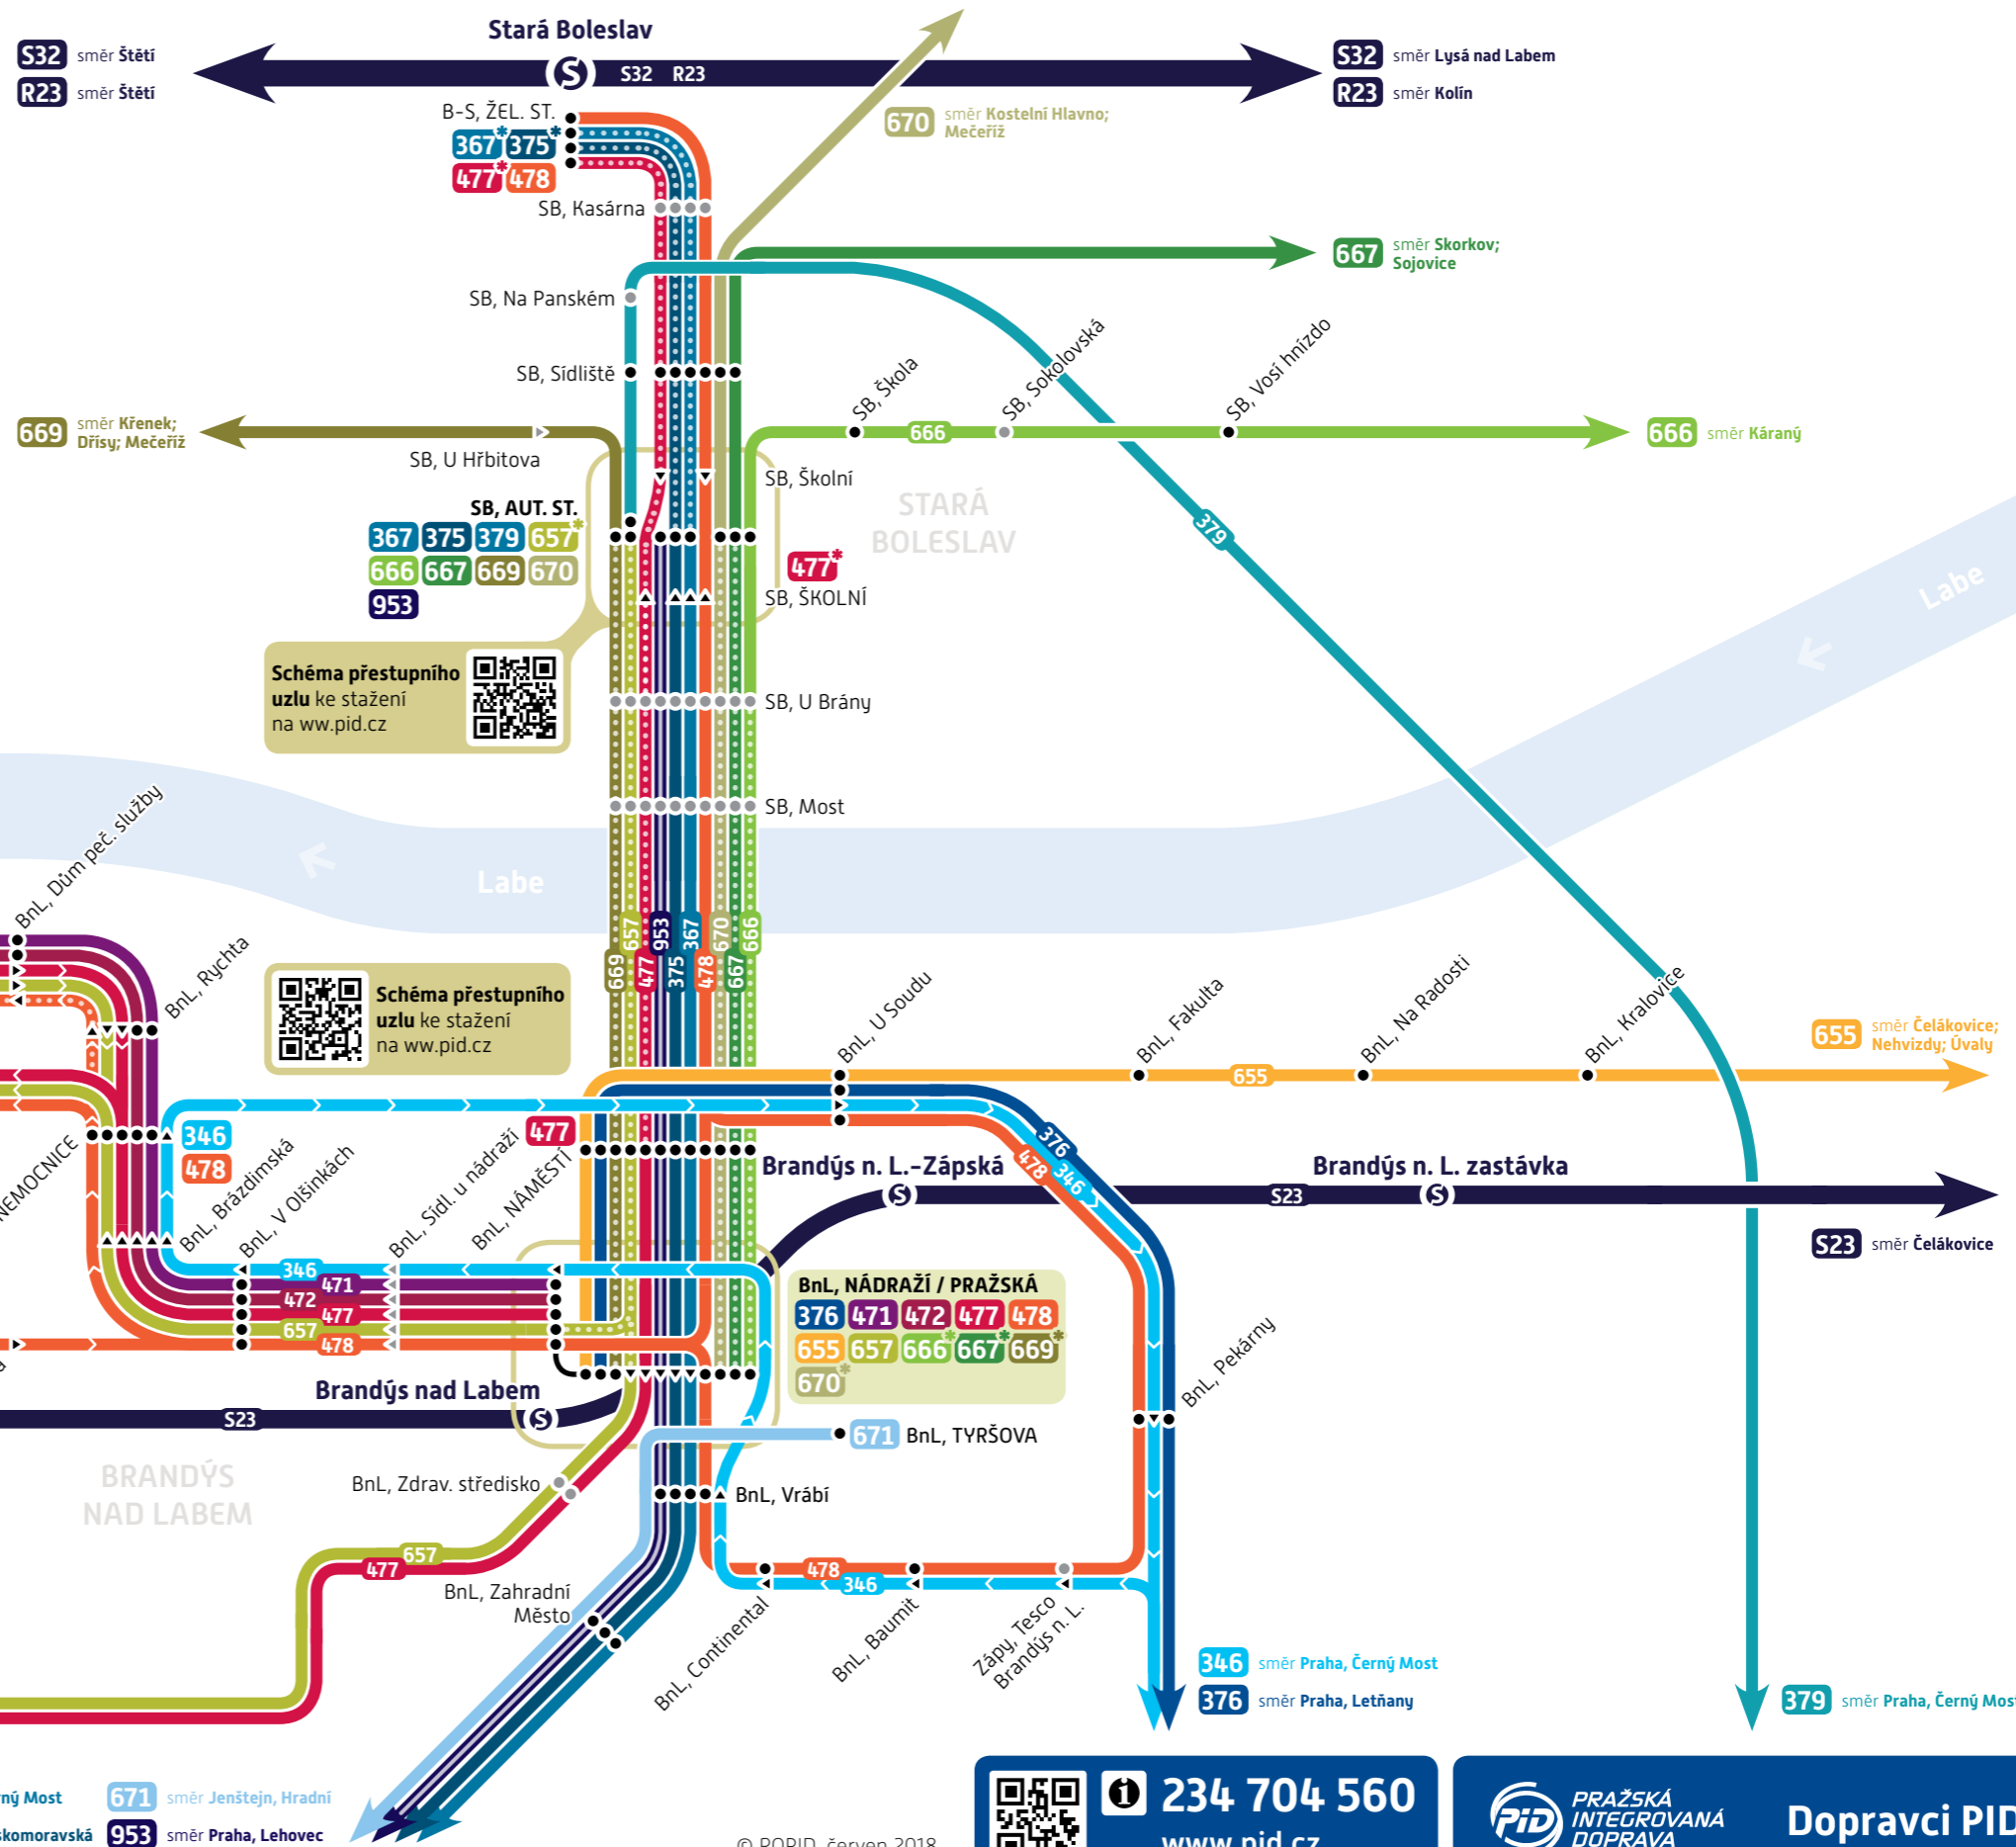 Stará Boleslav
S32 směr Štětí
R23 směr Štětí
S S32 R23
S32 směr Lysá nad Labem
R23 směr Kolín
B-S, ŽEL. ST.
367* 375*
477* 478
670 směr Kostelní Hlavno;
Mečeříž
SB, Kasárna
667 směr Skorkov;
Sojovice
SB, Na Panském
SB, Sídliště
SB, Škola
SB, Sokolovská
SB, Vosí hnízdo
669 směr Křenek;
Dřísy; Mečeříž
666
666 směr Káraný
SB, U Hřbitova
SB, Školní
STARÁ
BOLESLAV
SB, AUT. ST.
367 375 379 657*
666 667 669 670
953
379
477*
SB, ŠKOLNÍ
Labe
Schéma přestupního
uzlu ke stažení
na ww.pid.cz
SB, U Brány
SB, Most
Labe
BnL, Dům peč. služby
BnL, Rychta
657 953 367 670 666
669 477 375 478 667
Schéma přestupního
uzlu ke stažení
na ww.pid.cz
BnL, U Soudu
BnL, Fakulta
BnL, Na Radosti
BnL, Kralovice
655
655 směr Čelákovice;
Nehvizdy; Úvaly
NEMOCNICE
346
478
BnL, Brázdimská
BnL, V Olšinkách
BnL, Sídl. u nádraží
477
BnL, NÁMĚSTÍ
376
478 346
Brandýs n. L.-Zápská
Brandýs n. L. zastávka
S S23 S
S23 směr Čelákovice
346
471
472
477
657
478
BnL, NÁDRAŽÍ / PRAŽSKÁ
376 471 472 477 478
655 657 666* 667* 669*
670*
Brandýs nad Labem
S23 S
BnL, Pekárny
671 BnL, TYRŠOVA
BRANDÝS
NAD LABEM
BnL, Zdrav. středisko
BnL, Vrábí
657
477
478
346
BnL, Zahradní
Město
BnL, Continental
BnL, Baumit
Zápy, Tesco
Brandýs n. L.
346 směr Praha, Černý Most
376 směr Praha, Letňany
379 směr Praha, Černý Most
671 směr Jenštejn, Hradní
953 směr Praha, Lehovec
© ROPID, červen 2018
i 234 704 560
www.pid.cz
PID PRAŽSKÁ
INTEGROVANÁ
DOPRAVA
Dopravci PID